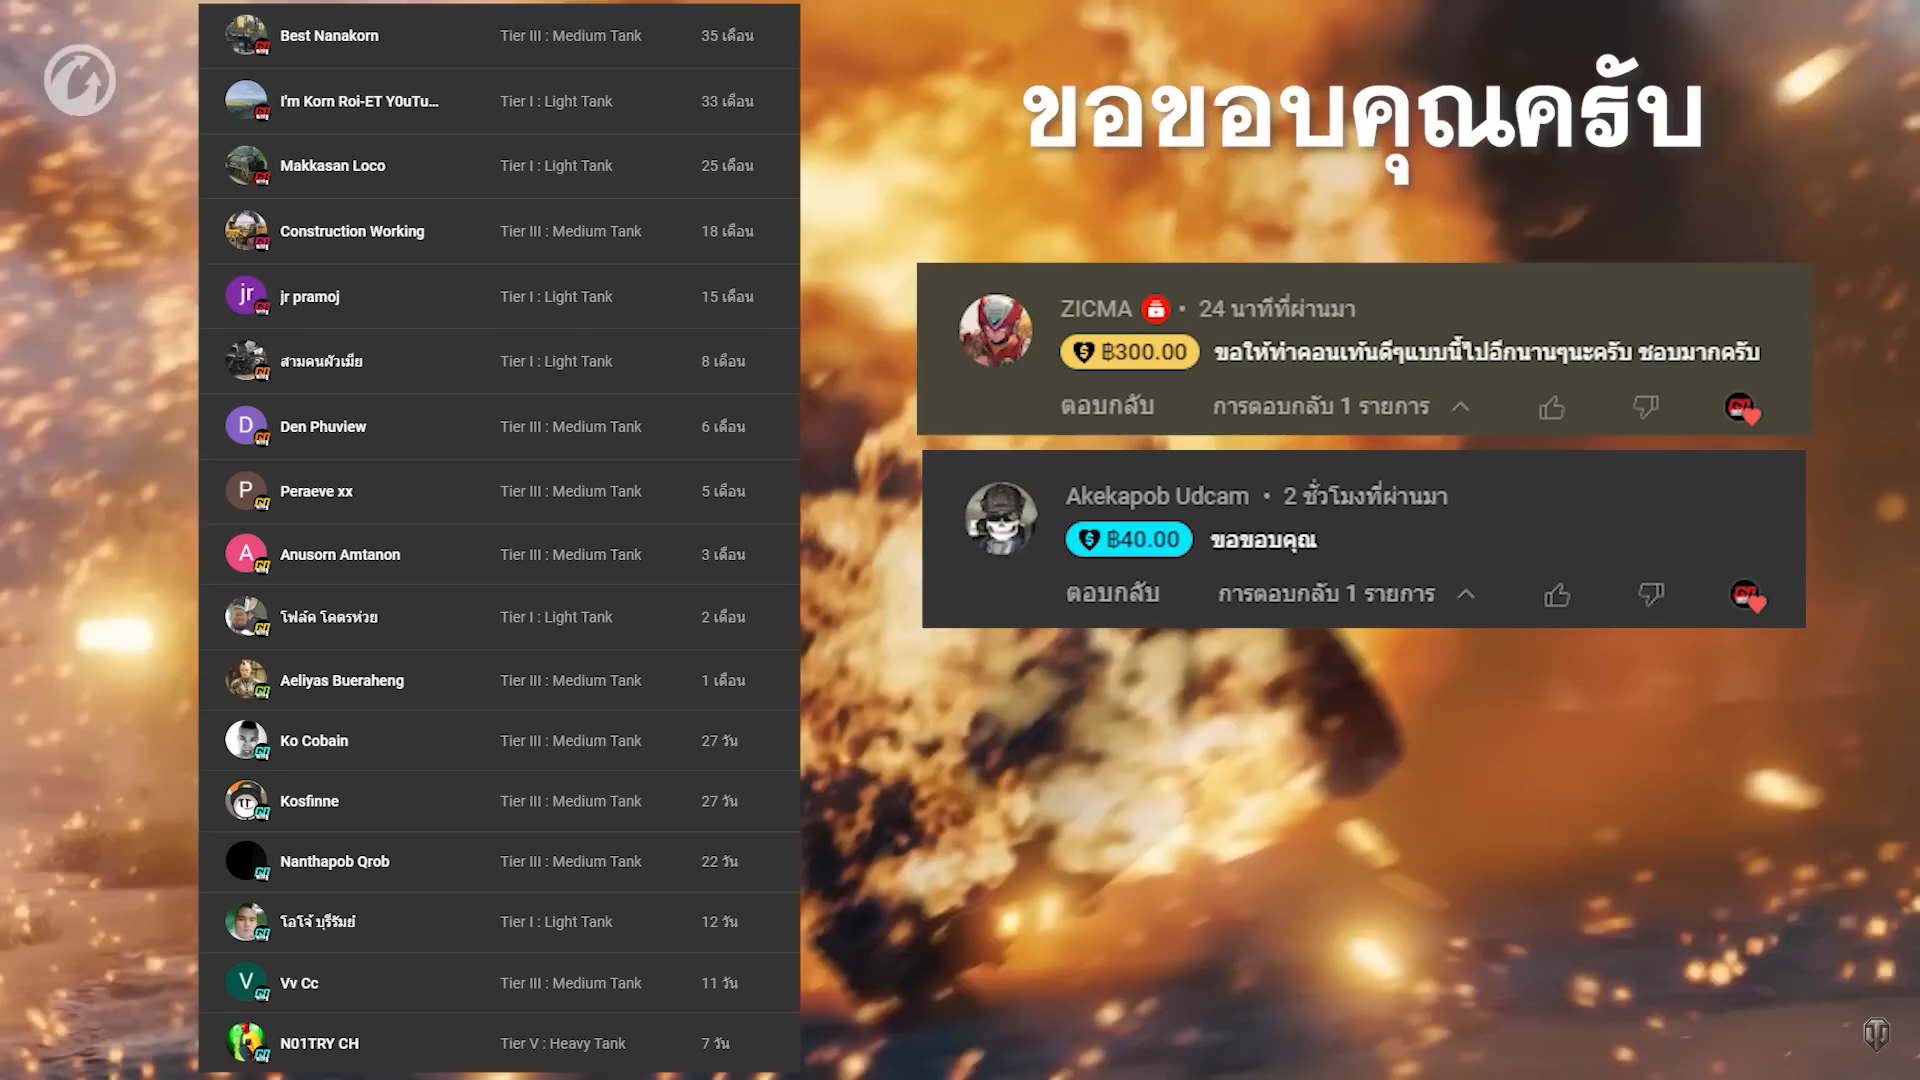 Best Nanakorn Tier III : Medium Tank 35 เดือน
I'm Korn Roi-ET Y0uTu... Tier I : Light Tank 33 เดือน
Makkasan Loco Tier I : Light Tank 25 เดือน
Construction Working Tier III : Medium Tank 18 เดือน
jr jr pramoj Tier I : Light Tank 15 เดือน
สามคนผัวเมีย Tier I : Light Tank 8 เดือน
D Den Phuview Tier III : Medium Tank 6 เดือน
P Peraeve xx Tier III : Medium Tank 5 เดือน
A Anusorn Amtanon Tier III : Medium Tank 3 เดือน
โฟล์ค โคตรห่วย Tier I : Light Tank 2 เดือน
Aeliyas Bueraheng Tier III : Medium Tank 1 เดือน
Ko Cobain Tier III : Medium Tank 27 วัน
Kosfinne Tier III : Medium Tank 27 วัน
Nanthapob Qrob Tier III : Medium Tank 22 วัน
โอโจ้ บุรีรัมย์ Tier I : Light Tank 12 วัน
V Vv Cc Tier III : Medium Tank 11 วัน
N01TRY CH Tier V : Heavy Tank 7 วัน
ขอขอบคุณครั้บ
ZICMA • 24 นาทีที่ผ่านมา
฿300.00 ขอให้ทำคอนเท้นดีๆแบบนี้ไปอีกนานๆนะครับ ชอบมากครับ
ตอบกลับ การตอบกลับ 1 รายการ
Akekapob Udcam • 2 ชั่วโมงที่ผ่านมา
฿40.00 ขอขอบคุณ
ตอบกลับ การตอบกลับ 1 รายการ